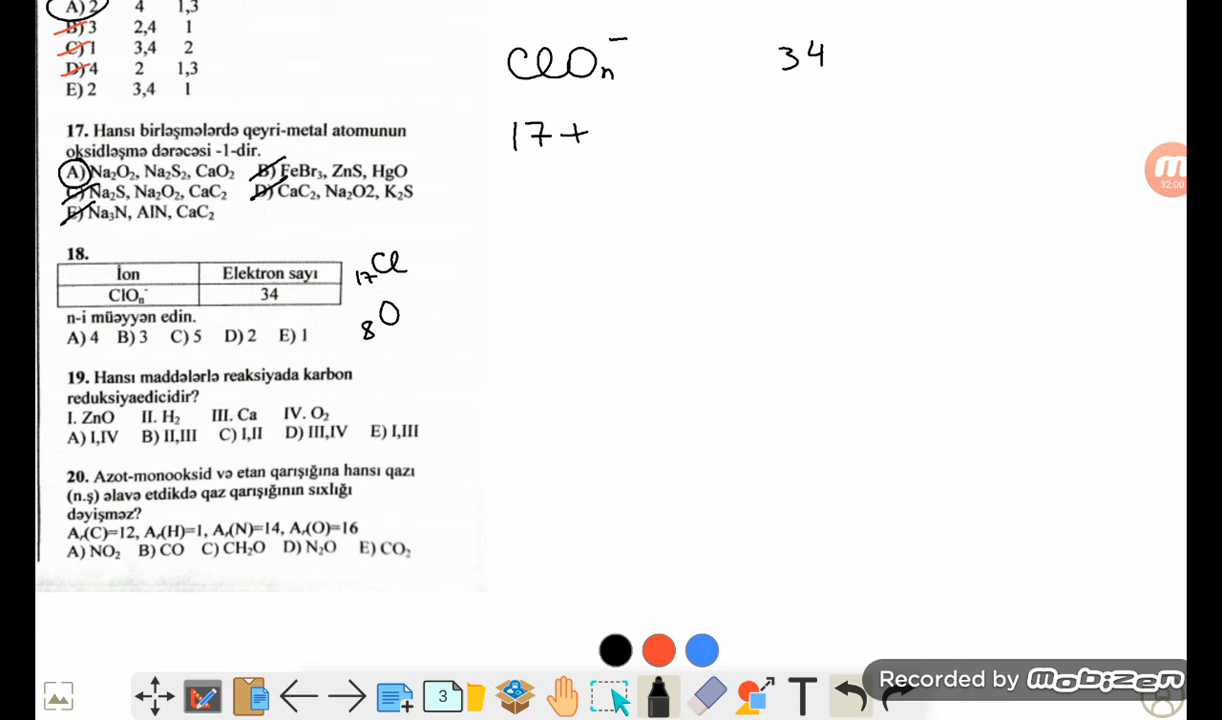 A) 2 4 1,3
B) 3 2,4 1
C) 1 3,4 2
D) 4 2 1,3
E) 2 3,4 1
17. Hansı birləşmələrdə qeyri-metal atomunun
oksidləşmə dərəcəsi -1-dir.
A) Na₂O₂, Na₂S₂, CaO₂ B) FeBr₃, ZnS, HgO
C) Na₂S, Na₂O₂, CaC₂ D) CaC₂, Na₂O2, K₂S
E) Na₃N, AlN, CaC₂
18.
İon Elektron sayı
ClOₙ⁻ 34
n-i müəyyən edin.
A) 4 B) 3 C) 5 D) 2 E) 1
₁₇Cl
₈O
19. Hansı maddələrlə reaksiyada karbon
reduksiyaedicidir?
I. ZnO II. H₂ III. Ca IV. O₂
A) I,IV B) II,III C) I,II D) III,IV E) I,III
20. Azot-monooksid və etan qarışığına hansı qazı
(n.ş) əlavə etdikdə qaz qarışığının sıxlığı
dəyişməz?
Aᵣ(C)=12, Aᵣ(H)=1, Aᵣ(N)=14, Aᵣ(O)=16
A) NO₂ B) CO C) CH₂O D) N₂O E) CO₂
ClOₙ⁻ 34
17+
32:00
3
T
Recorded by mobizen